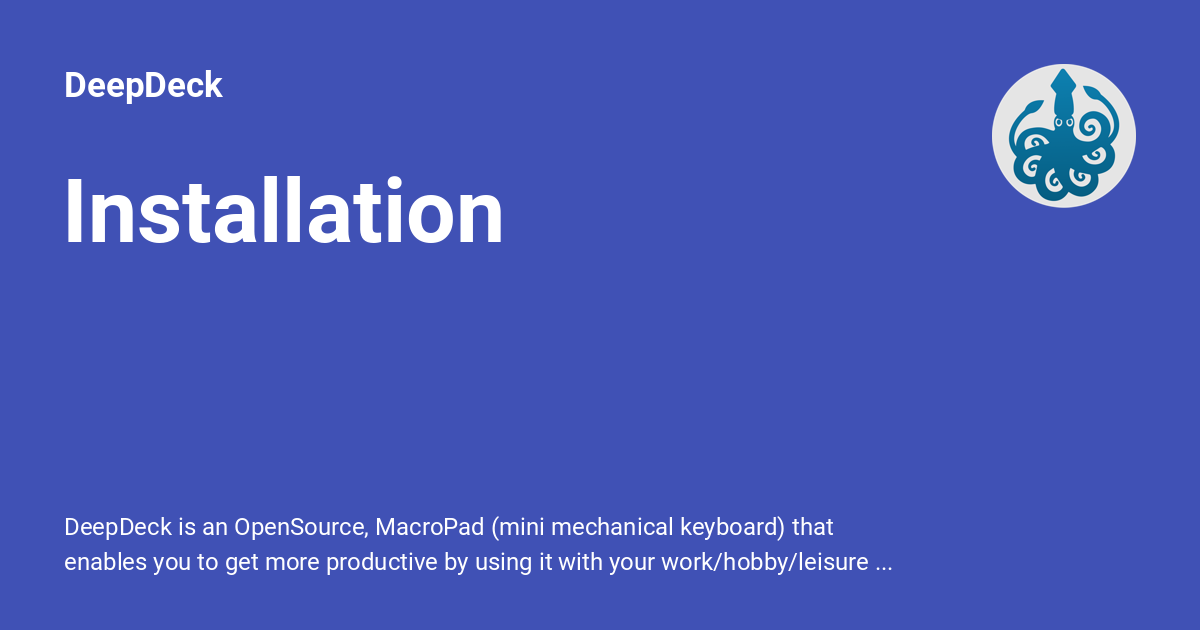 DeepDeck
Installation
DeepDeck is an OpenSource, MacroPad (mini mechanical keyboard) that
enables you to get more productive by using it with your work/hobby/leisure ...